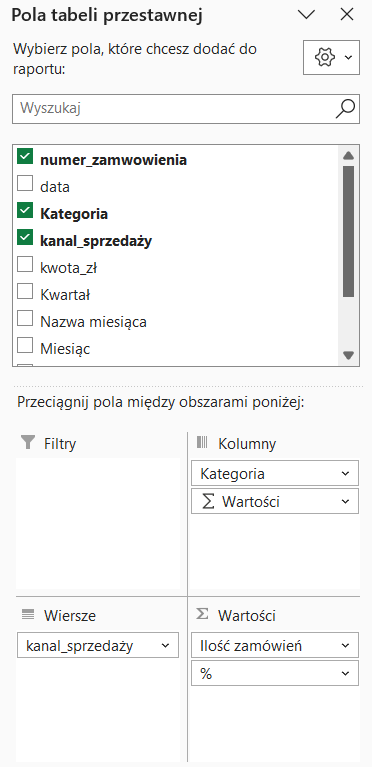 Pola tabeli przestawnej
Wybierz pola, które chcesz dodać do
raportu:
Wyszukaj
numer_zamwowienia
data
Kategoria
kanal_sprzedaży
kwota_zł
Kwartał
Nazwa miesiąca
Miesiąc
Przeciągnij pola między obszarami poniżej:
Filtry
Kolumny
Kategoria
Σ Wartości
Wiersze
kanal_sprzedaży
Σ Wartości
Ilość zamówień
%